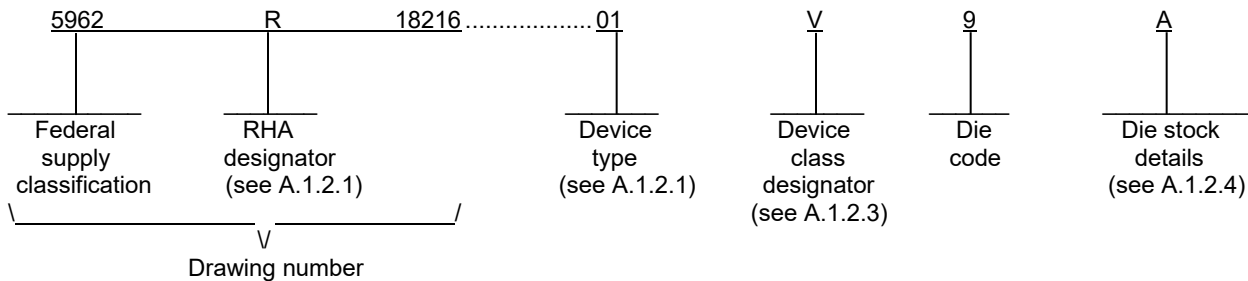 5962 R 18216 ................... 01 V 9 A
Federal supply classification
RHA designator (see A.1.2.1)
Device type (see A.1.2.1)
Device class designator (see A.1.2.3)
Die code
Die stock details (see A.1.2.4)
Drawing number